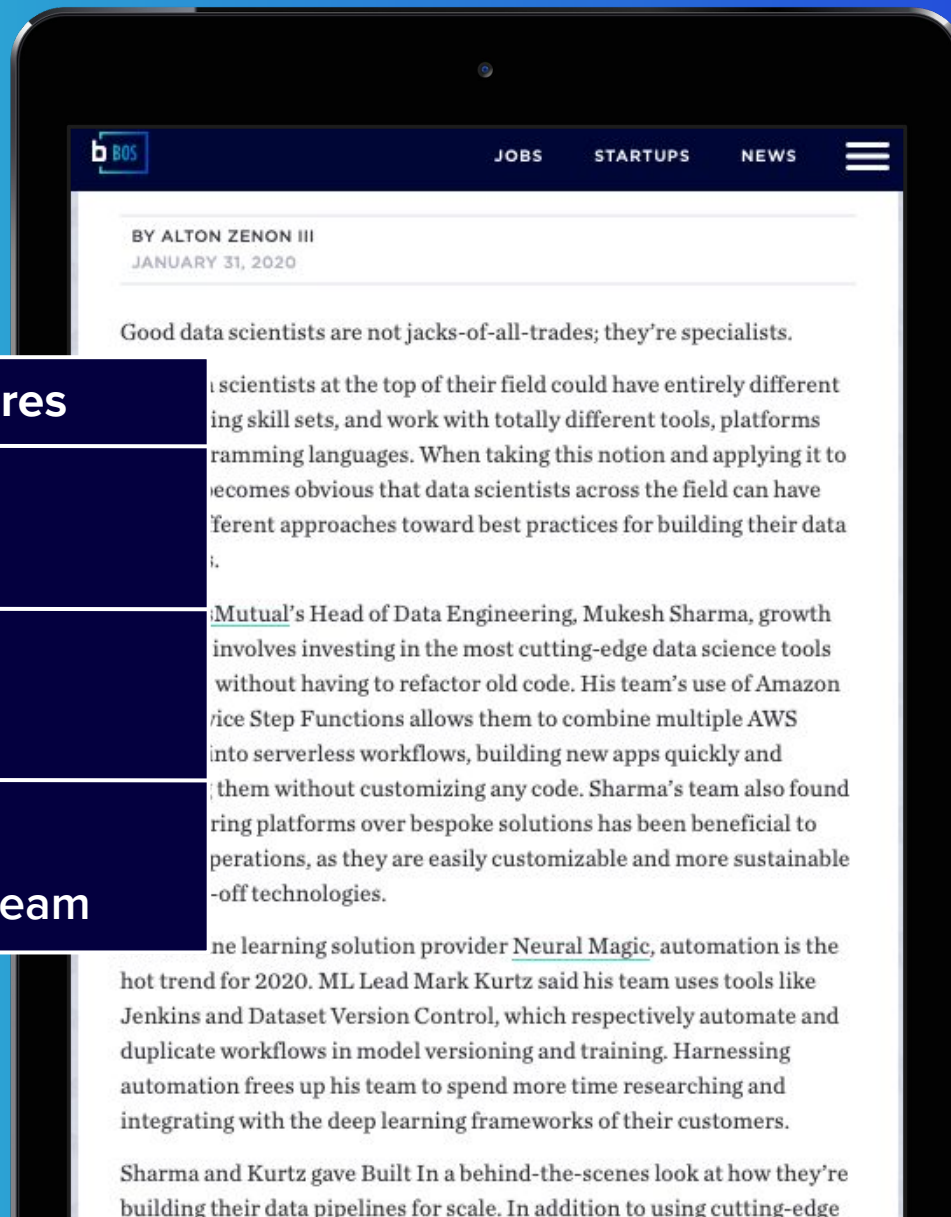 b BOS
JOBS STARTUPS NEWS
BY ALTON ZENON III
JANUARY 31, 2020
Good data scientists are not jacks-of-all-trades; they’re specialists.
scientists at the top of their field could have entirely different
ing skill sets, and work with totally different tools, platforms
ramming languages. When taking this notion and applying it to
ecomes obvious that data scientists across the field can have
ferent approaches toward best practices for building their data
s.
sMutual’s Head of Data Engineering, Mukesh Sharma, growth
involves investing in the most cutting-edge data science tools
without having to refactor old code. His team’s use of Amazon
vice Step Functions allows them to combine multiple AWS
into serverless workflows, building new apps quickly and
them without customizing any code. Sharma’s team also found
ring platforms over bespoke solutions has been beneficial to
perations, as they are easily customizable and more sustainable
-off technologies.
ne learning solution provider Neural Magic, automation is the
hot trend for 2020. ML Lead Mark Kurtz said his team uses tools like
Jenkins and Dataset Version Control, which respectively automate and
duplicate workflows in model versioning and training. Harnessing
automation frees up his team to spend more time researching and
integrating with the deep learning frameworks of their customers.
Sharma and Kurtz gave Built In a behind-the-scenes look at how they’re
building their data pipelines for scale. In addition to using cutting-edge
res
eam